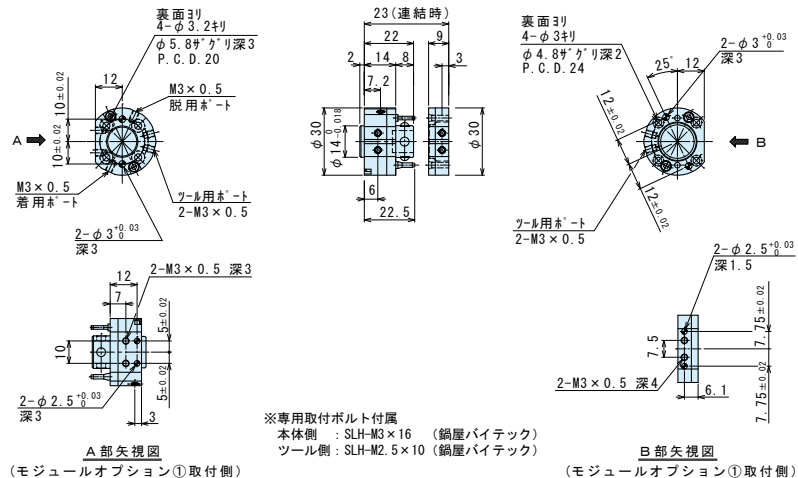 裏面ヨリ
4-φ3.2キリ
φ5.8ザグリ深3
P.C.D.20
12
M3×0.5
脱用ポート
10±0.02
10±0.02
A
M3×0.5
着用ポート
ツール用ポート
2-M3×0.5
2-φ3 +0.03 0
深3
23(連結時)
22
9
2
14
8
3
7.2
φ30
φ14 -0.018
φ30
6
22.5
裏面ヨリ
4-φ3キリ
φ4.8ザグリ深2
P.C.D.24
25°
12
2-φ3 +0.03 0
深3
12±0.02
12±0.02
B
ツール用ポート
2-M3×0.5
2-M3×0.5 深3
12
7
10
5±0.02
5±0.02
2-φ2.5 +0.03 0
深3
3
A部矢視図
(モジュールオプション①取付側)
※専用取付ボルト付属
本体側 :SLH-M3×16 (鍋屋バイテック)
ツール側:SLH-M2.5×10 (鍋屋バイテック)
2-φ2.5 +0.03 0
深1.5
7.5
7.75±0.02
7.75±0.02
2-M3×0.5 深4
6.1
B部矢視図
(モジュールオプション①取付側)